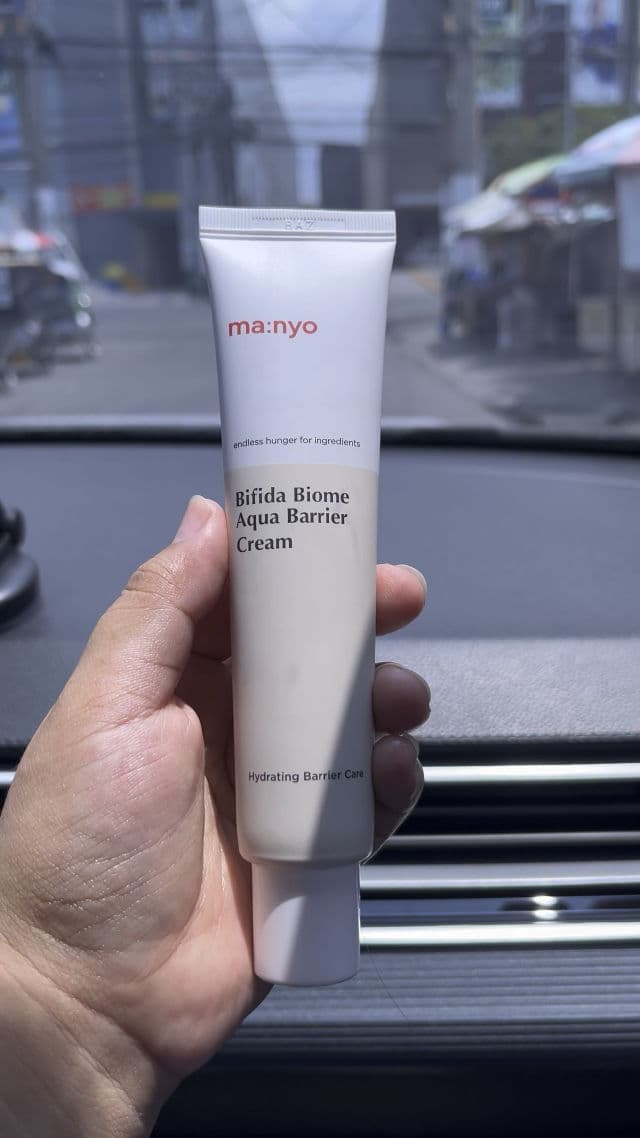 ma:nyo
endless hunger for ingredients
Bifida Biome
Aqua Barrier
Cream
Hydrating Barrier Care